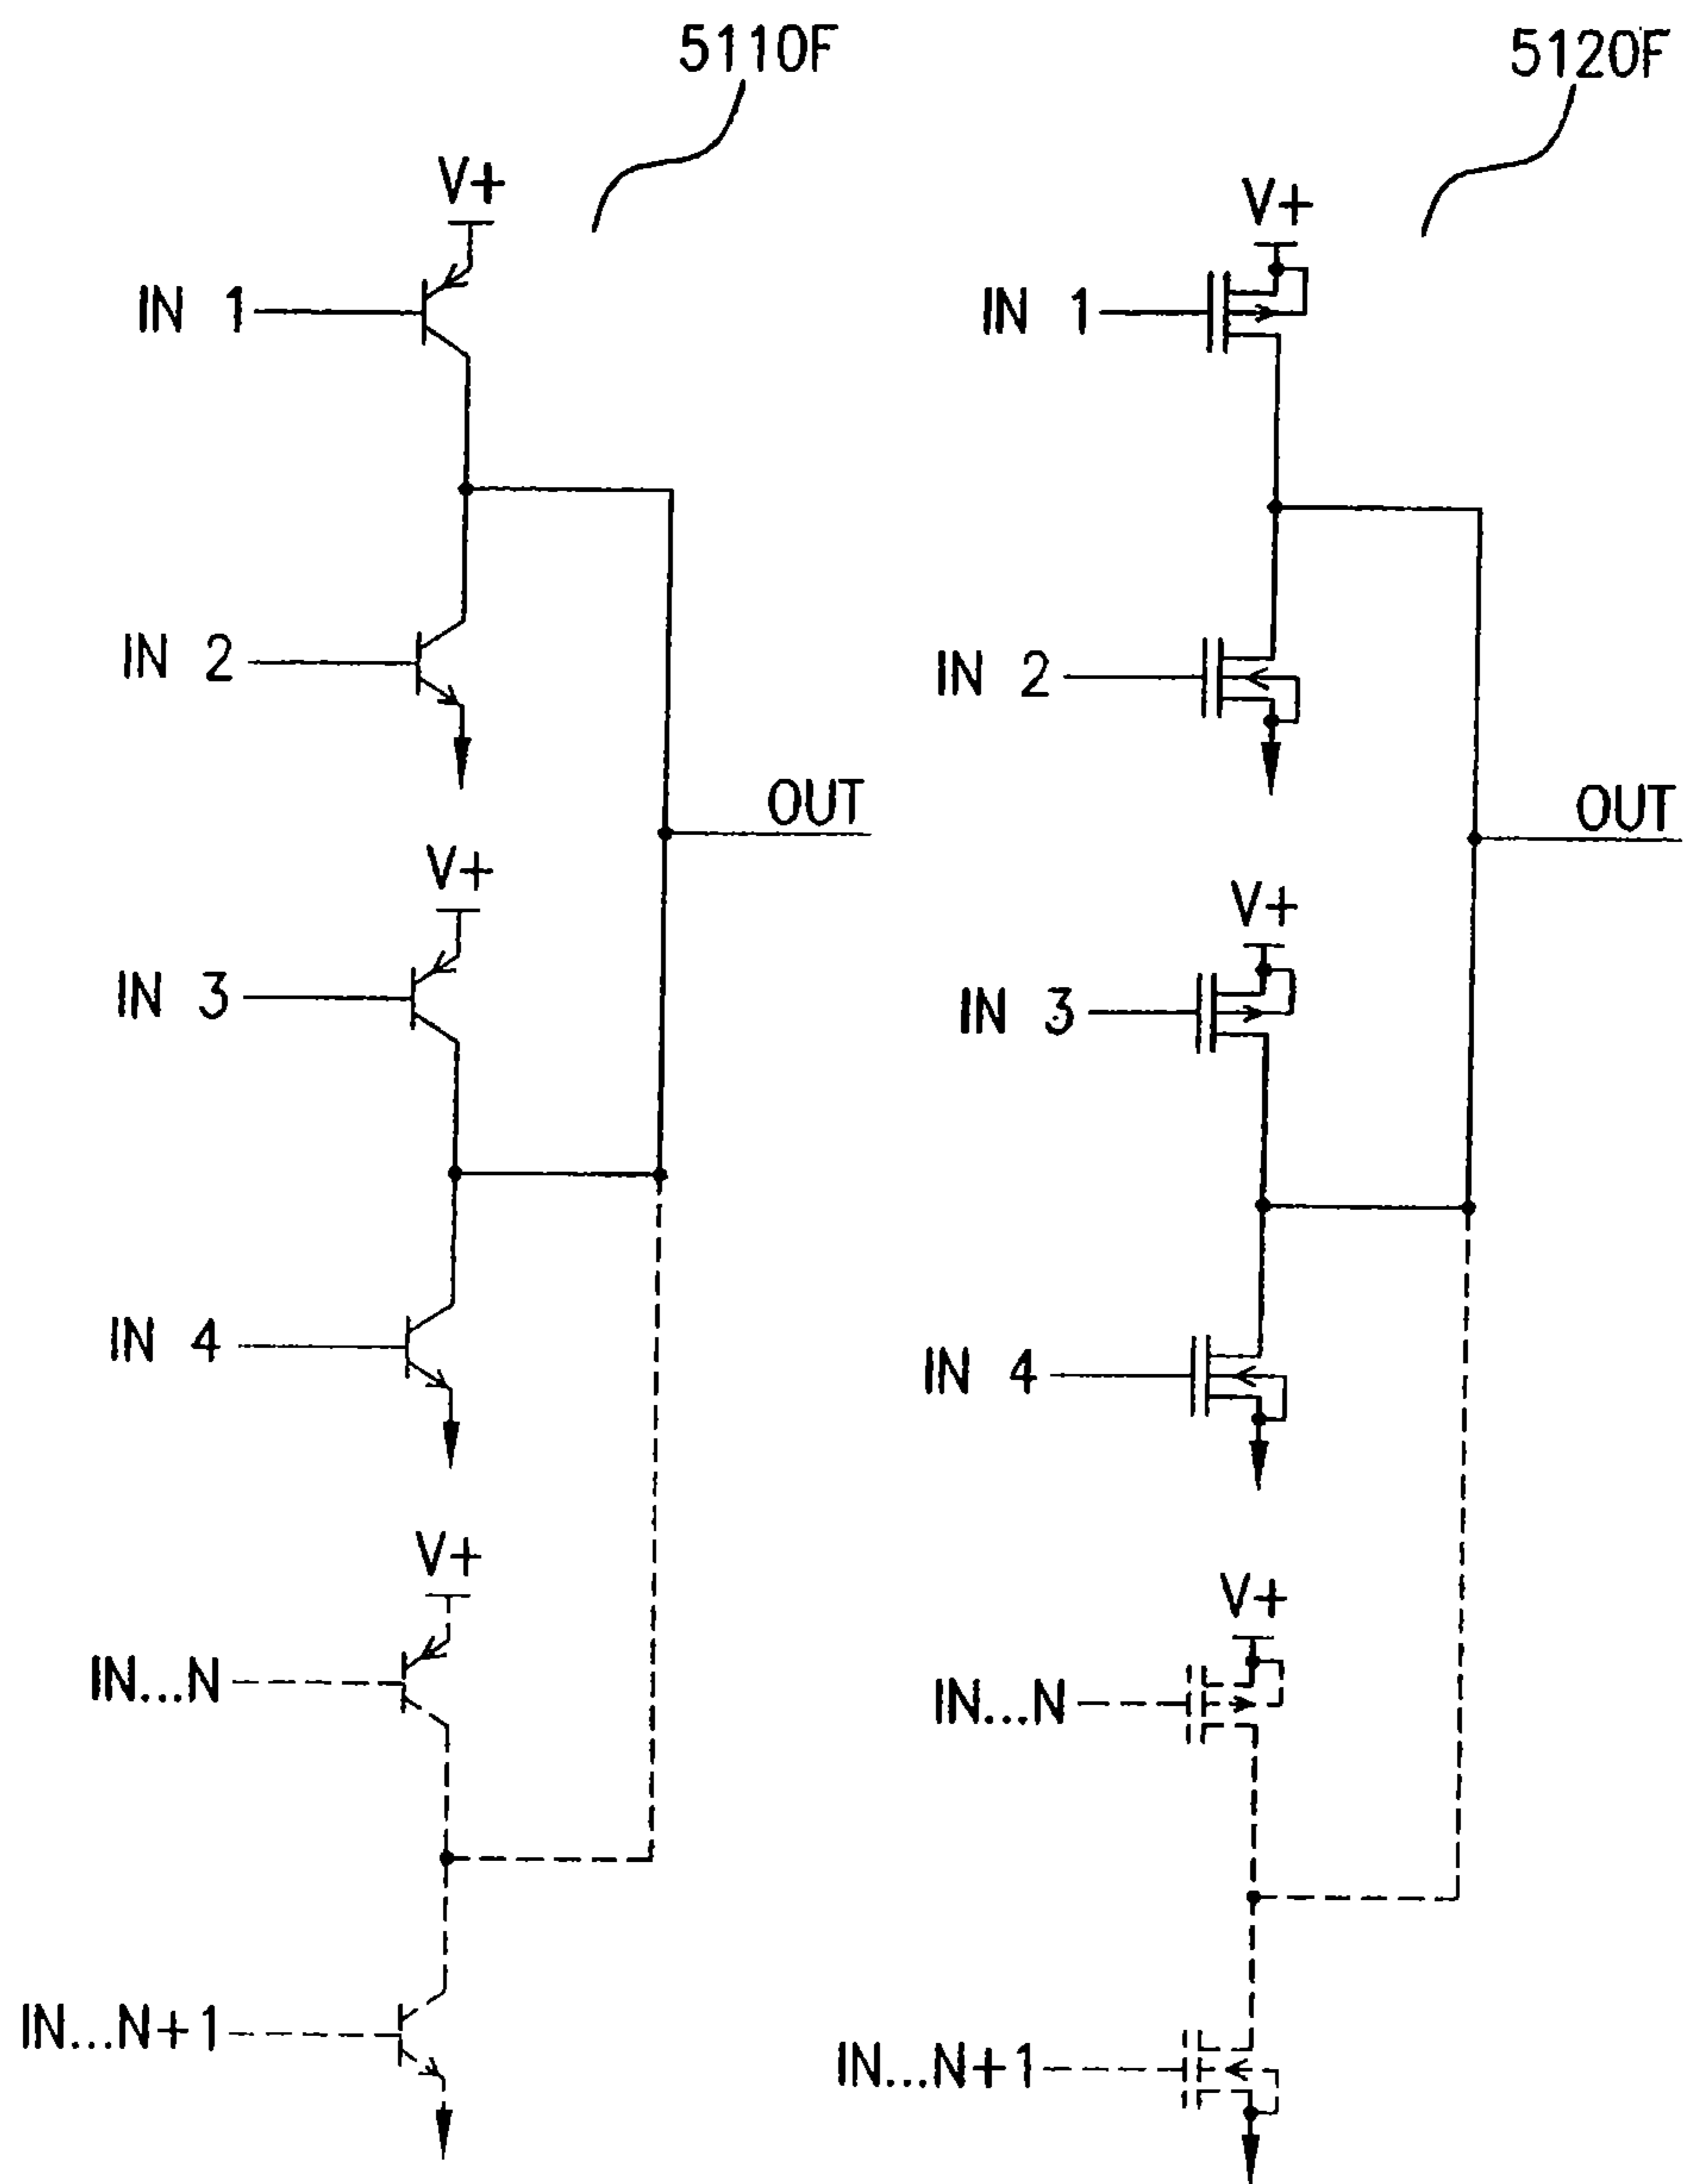 5110F
5120F
V+
V+
IN 1
IN 1
IN 2
IN 2
OUT
OUT
V+
V+
IN 3
IN 3
IN 4
IN 4
V+
V+
IN...N
IN...N
IN...N+1
IN...N+1